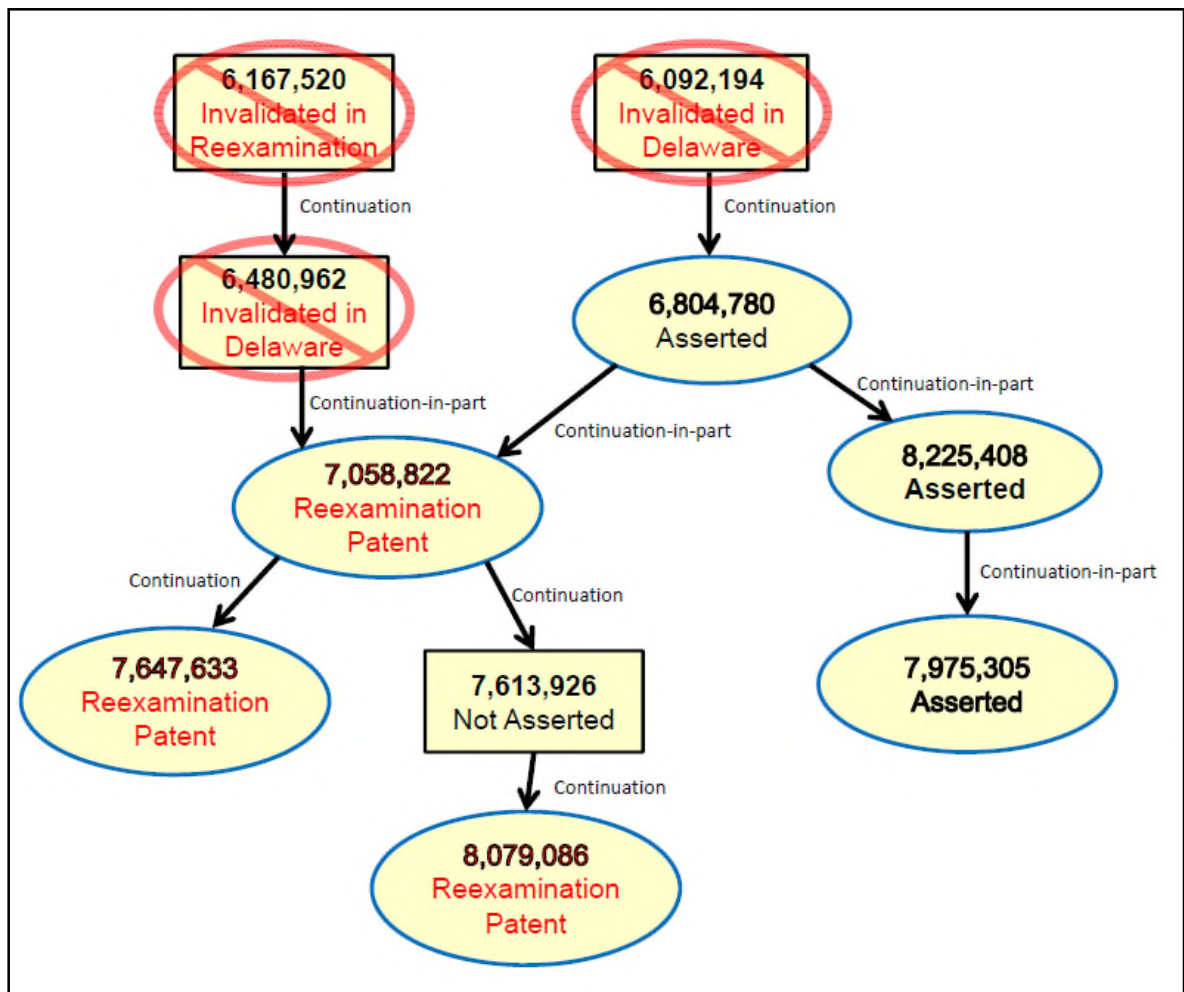 6,167,520
Invalidated in
Reexamination
6,092,194
Invalidated in
Delaware
Continuation
Continuation
6,480,962
Invalidated in
Delaware
6,804,780
Asserted
Continuation-in-part
Continuation-in-part
Continuation-in-part
7,058,822
Reexamination
Patent
8,225,408
Asserted
Continuation
Continuation
Continuation-in-part
7,647,633
Reexamination
Patent
7,613,926
Not Asserted
7,975,305
Asserted
Continuation
8,079,086
Reexamination
Patent